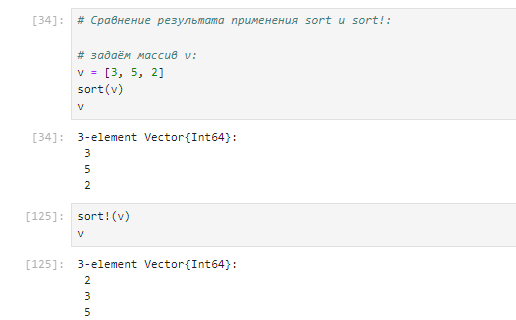 [34]: # Сравнение результата применения sort и sort!:
# задаём массив v:
v = [3, 5, 2]
sort(v)
v
[34]: 3-element Vector{Int64}:
3
5
2
[125]: sort!(v)
v
[125]: 3-element Vector{Int64}:
2
3
5